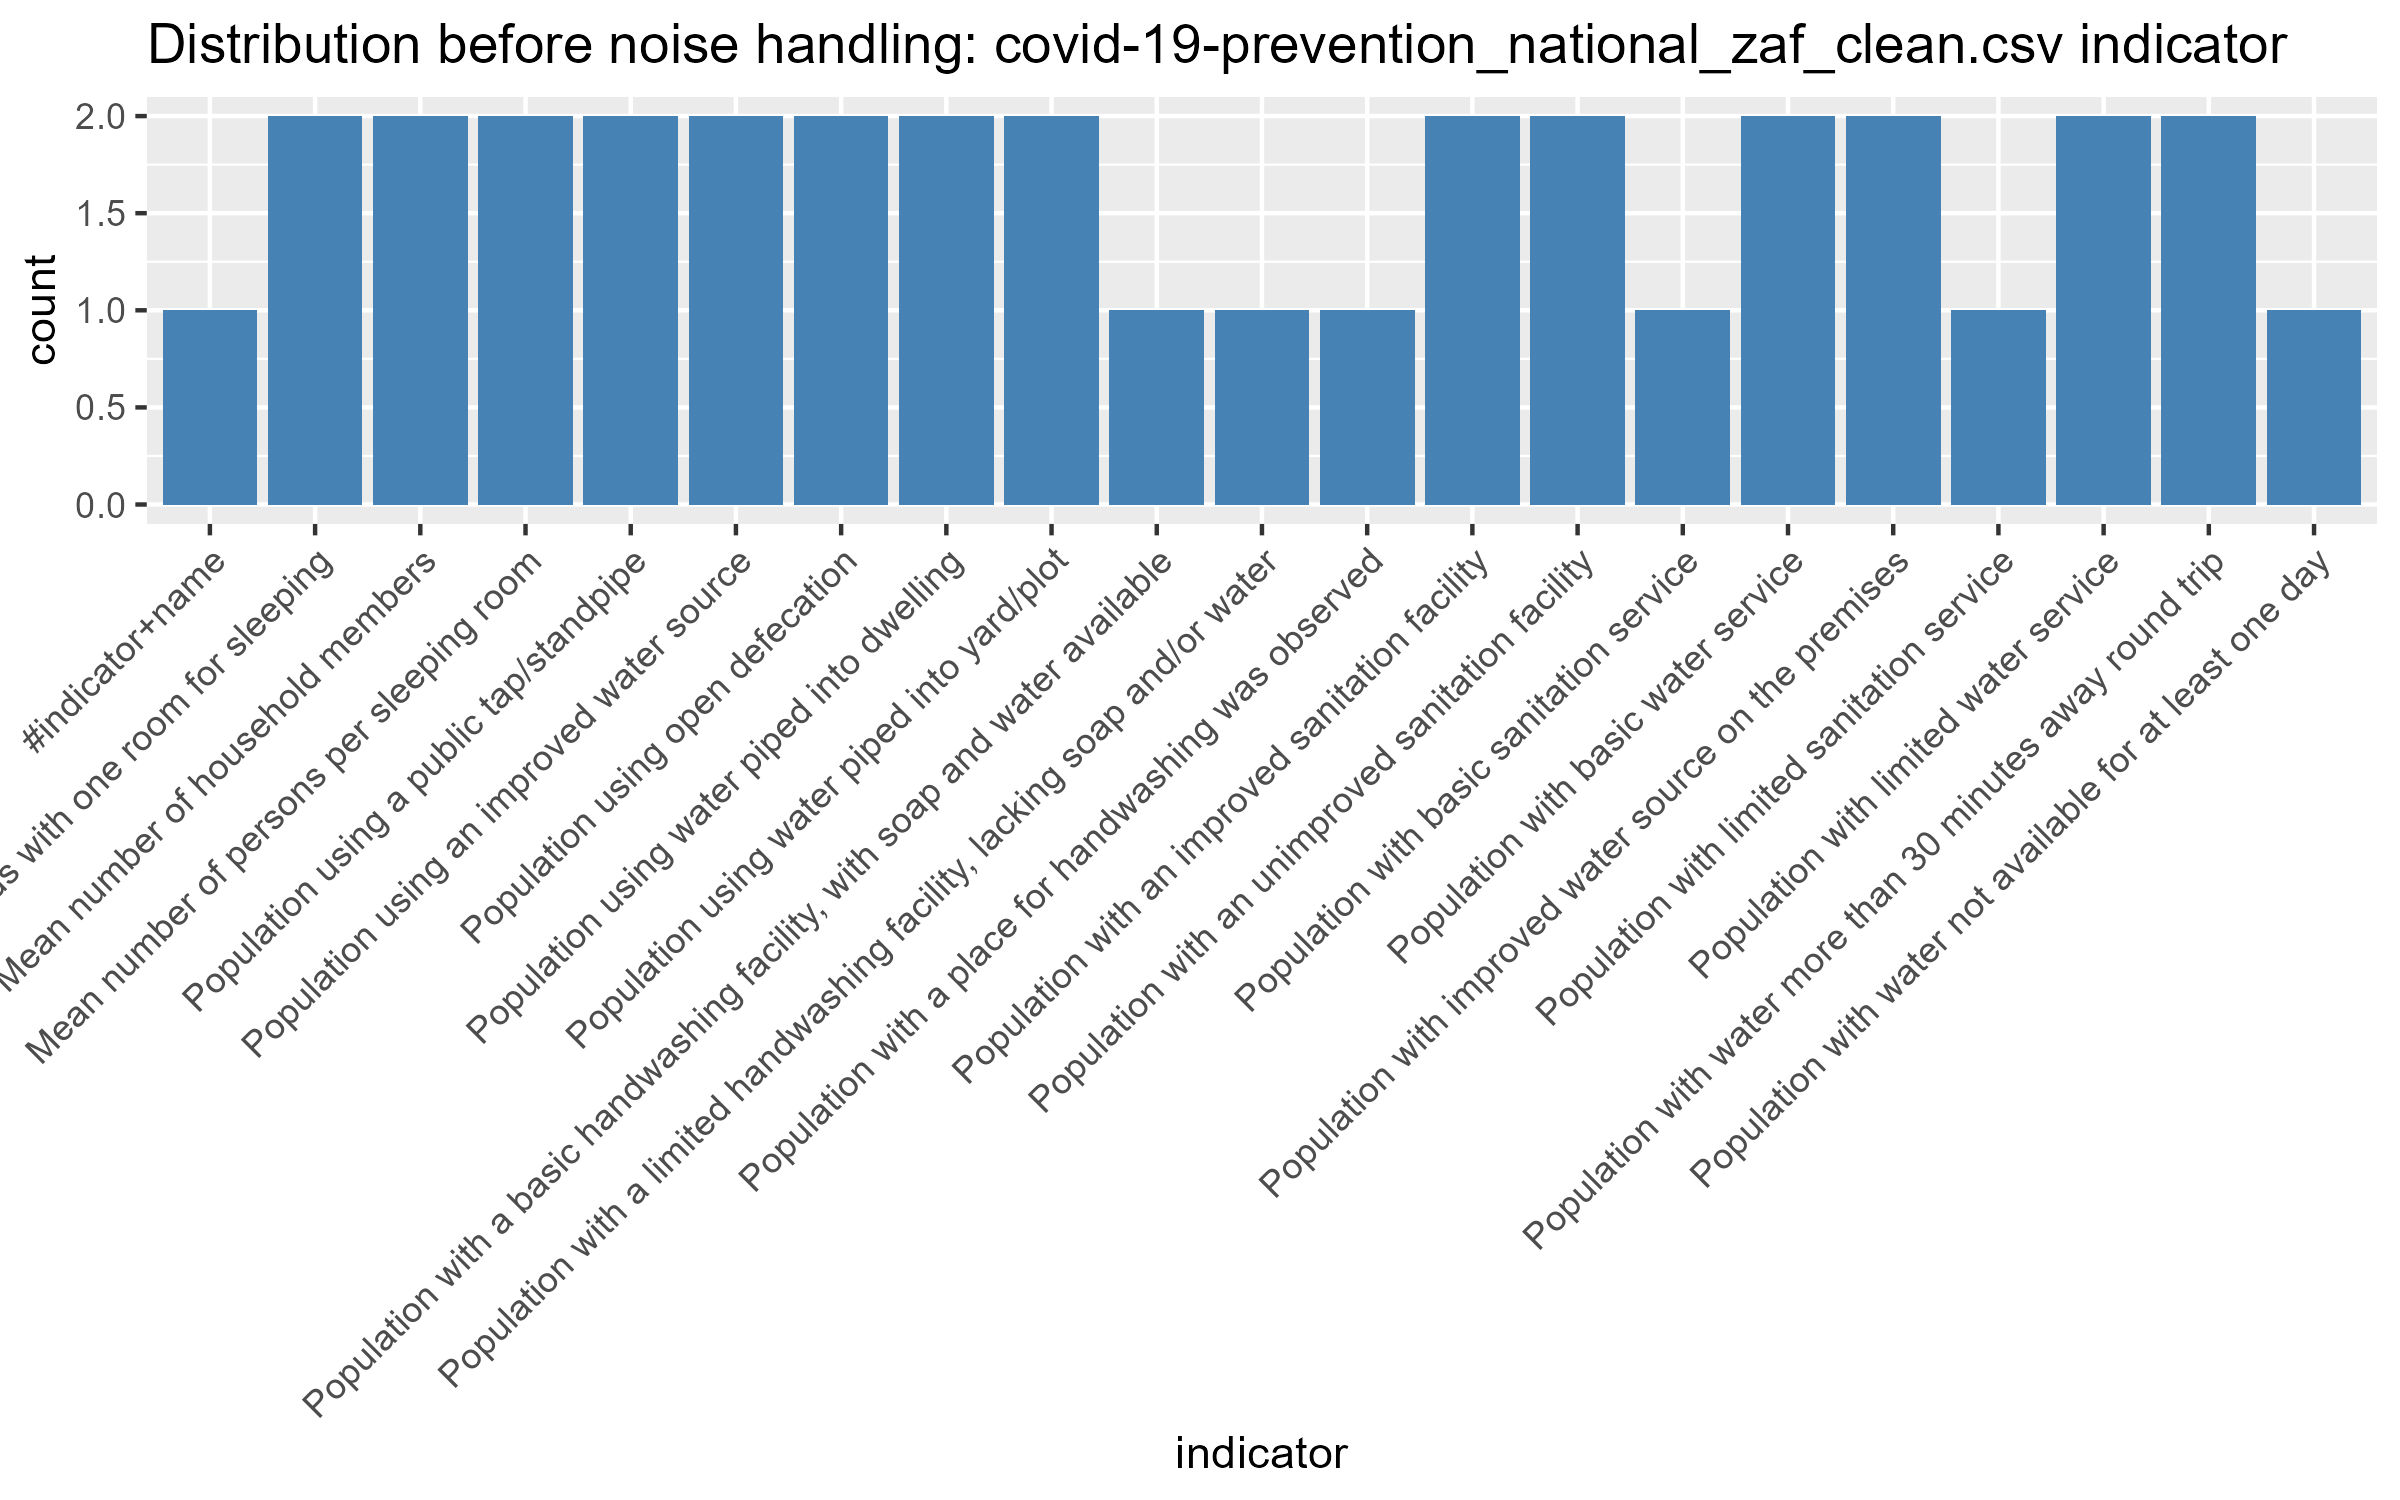 Distribution before noise handling: covid-19-prevention_national_zaf_clean.csv indicator
count
2.0
1.5
1.0
0.5
0.0
#indicator+name
with one room for sleeping
Mean number of household members
Mean number of persons per sleeping room
Population using a public tap/standpipe
Population using an improved water source
Population using open defecation
Population using water piped into dwelling
Population using water piped into yard/plot
Population with a basic handwashing facility, with soap and water available
Population with a limited handwashing facility, lacking soap and/or water
Population with a place for handwashing was observed
Population with an improved sanitation facility
Population with an unimproved sanitation facility
Population with basic sanitation service
Population with basic water service
Population with improved water source on the premises
Population with limited sanitation service
Population with limited water service
Population with water more than 30 minutes away round trip
Population with water not available for at least one day
indicator